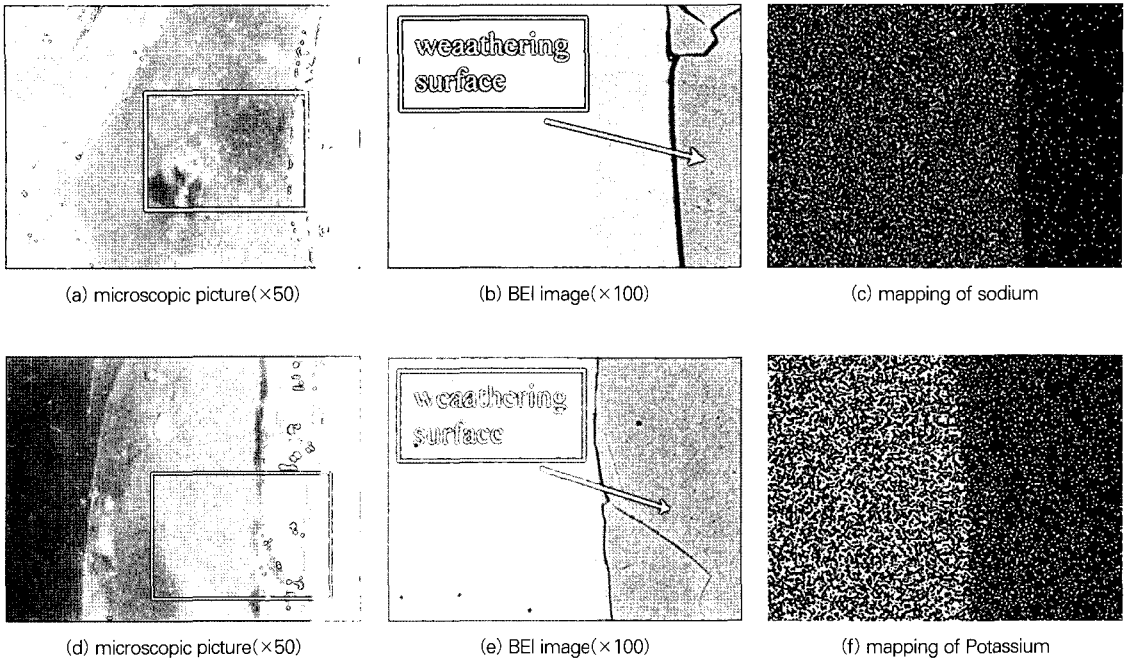 weaathering
surface
(a) microscopic picture(×50)
(b) BEI image(×100)
(c) mapping of sodium
weaathering
surface
(d) microscopic picture(×50)
(e) BEI image(×100)
(f) mapping of Potassium